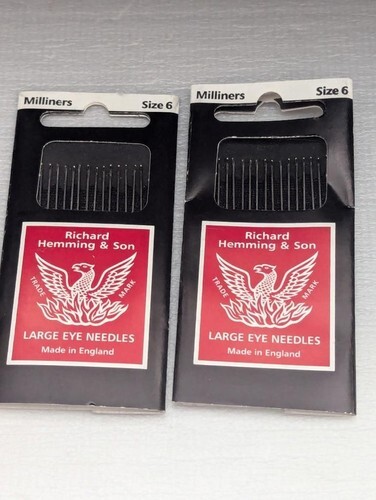 Milliners Size 6
Richard
Hemming & Son
TRADE MARK
LARGE EYE NEEDLES
Made in England
Milliners Size 6
Richard
Hemming & Son
TRADE MARK
LARGE EYE NEEDLES
Made in England